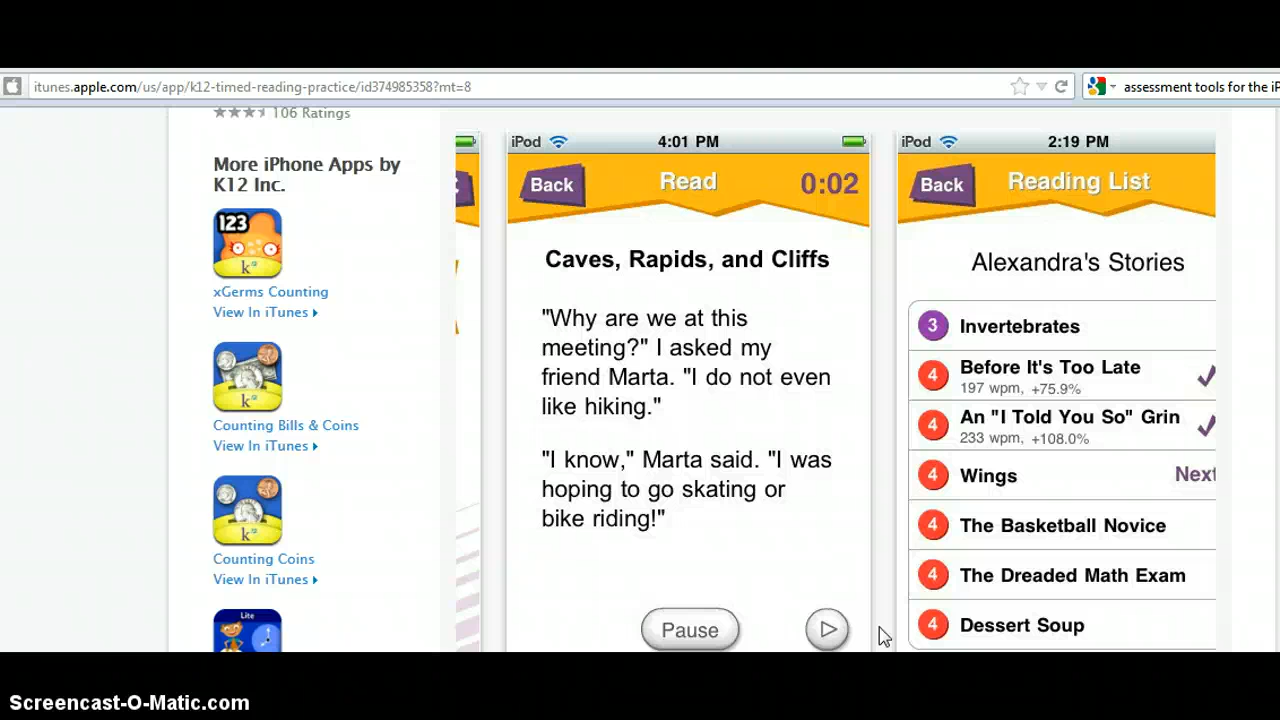 itunes.apple.com/us/app/k12-timed-reading-practice/id374985358?mt=8
assessment tools for the iP
106 Ratings
More iPhone Apps by
K12 Inc.
123
k12
xGerms Counting
View In iTunes
k12
Counting Bills & Coins
View In iTunes
k12
Counting Coins
View In iTunes
Lite
iPod
4:01 PM
Back
Read
0:02
Caves, Rapids, and Cliffs
"Why are we at this
meeting?" I asked my
friend Marta. "I do not even
like hiking."
"I know," Marta said. "I was
hoping to go skating or
bike riding!"
Pause
iPod
2:19 PM
Back
Reading List
Alexandra's Stories
3 Invertebrates
4 Before It's Too Late
197 wpm, +75.9%
4 An "I Told You So" Grin
233 wpm, +108.0%
4 Wings Next
4 The Basketball Novice
4 The Dreaded Math Exam
4 Dessert Soup
Screencast-O-Matic.com